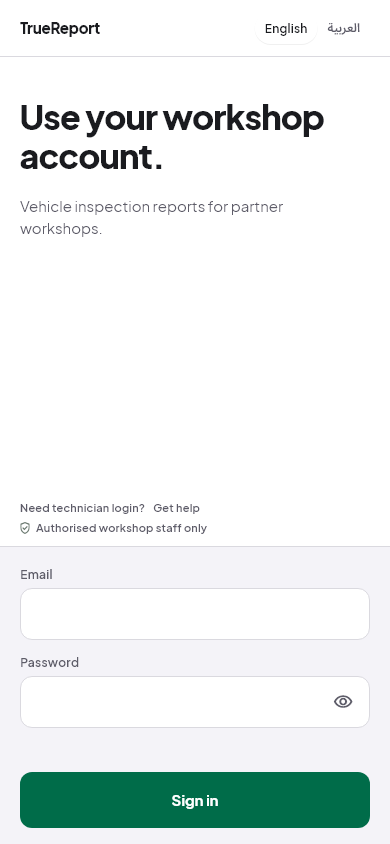 TrueReport
English
العربية
Use your workshop
account.
Vehicle inspection reports for partner
workshops.
Need technician login? Get help
Authorised workshop staff only
Email
Password
Sign in